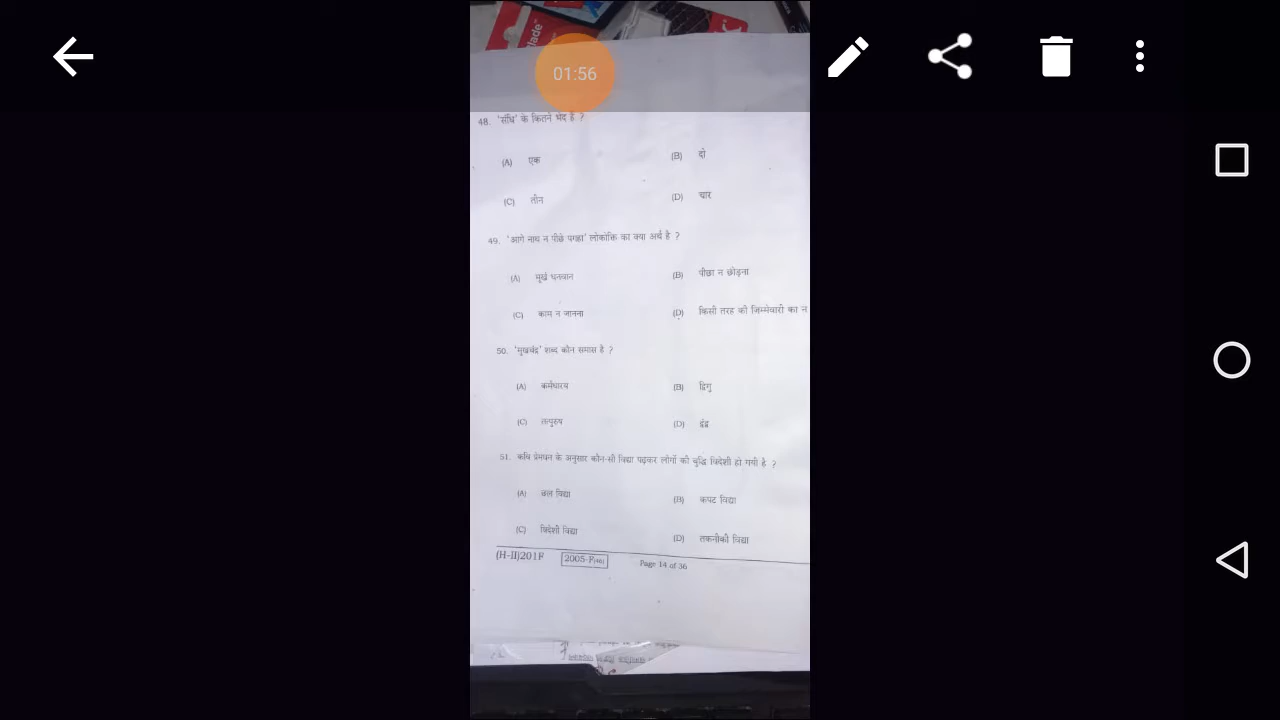 01:56
48. 'संधि' के कितने भेद हैं ?
(A) एक (B) दो
(C) तीन (D) चार
49. 'आगे नाथ न पीछे पगहा' लोकोक्ति का क्या अर्थ है ?
(A) मूर्ख धनवान (B) पीछा न छोड़ना
(C) काम न जानना (D) किसी तरह की जिम्मेवारी का न
50. 'मुखचंद्र' शब्द कौन समास है ?
(A) कर्मधारय (B) द्विगु
(C) तत्पुरुष (D) द्वंद्व
51. कवि प्रेमघन के अनुसार कौन-सी विद्या पढ़कर लोगों की बुद्धि विदेशी हो गयी है ?
(A) छल विद्या (B) कपट विद्या
(C) विदेशी विद्या (D) तकनीकी विद्या
(H-II)201F 2005-F(46) Page 14 of 36